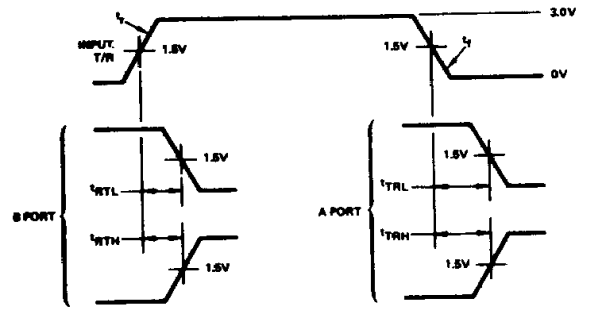 tr
3.0V
INPUT, T/R
1.5V
1.5V
tf
0V
B PORT
1.5V
tRTL
tRTH
1.5V
A PORT
1.5V
tTRL
tTRH
1.5V